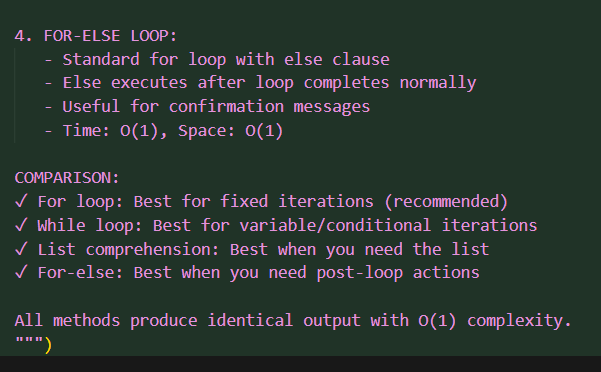 4. FOR-ELSE LOOP:
- Standard for loop with else clause
- Else executes after loop completes normally
- Useful for confirmation messages
- Time: O(1), Space: O(1)
COMPARISON:
✓ For loop: Best for fixed iterations (recommended)
✓ While loop: Best for variable/conditional iterations
✓ List comprehension: Best when you need the list
✓ For-else: Best when you need post-loop actions
All methods produce identical output with O(1) complexity.
""")